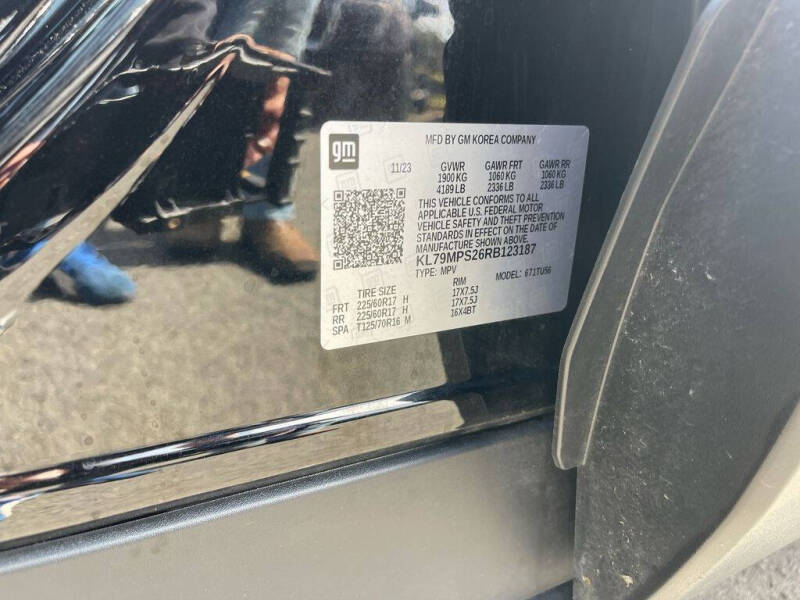 gm
MFD BY GM KOREA COMPANY
11/23 GVWR GAWR FRT GAWR RR
1900 KG 1060 KG 1060 KG
4189 LB 2336 LB 2336 LB
THIS VEHICLE CONFORMS TO ALL
APPLICABLE U.S. FEDERAL MOTOR
VEHICLE SAFETY AND THEFT PREVENTION
STANDARDS IN EFFECT ON THE DATE OF
MANUFACTURE SHOWN ABOVE.
KL79MPS26RB123187
TYPE: MPV MODEL: 671TU56
TIRE SIZE RIM
FRT 225/60R17 H 17X7.5J
RR 225/60R17 H 17X7.5J
SPA T125/70R16 M 16X4BT